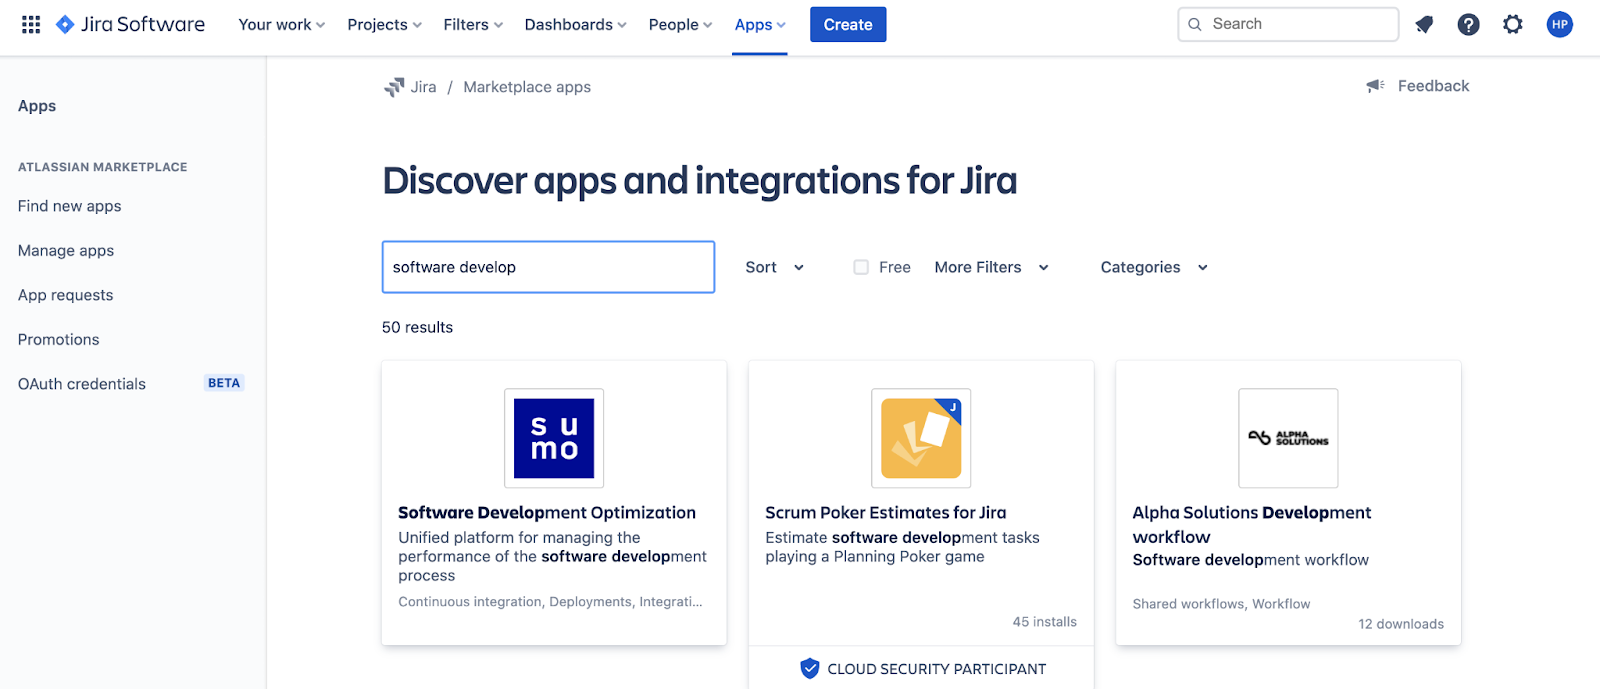 Jira Software
Your work
Projects
Filters
Dashboards
People
Apps
Create
Search
HP
Apps
ATLASSIAN MARKETPLACE
Find new apps
Manage apps
App requests
Promotions
OAuth credentials BETA
Jira / Marketplace apps
Feedback
Discover apps and integrations for Jira
software develop
Sort
Free
More Filters
Categories
50 results
su
mo
Software Development Optimization
Unified platform for managing the
performance of the software development
process
Continuous integration, Deployments, Integrati...
J
Scrum Poker Estimates for Jira
Estimate software development tasks
playing a Planning Poker game
45 installs
CLOUD SECURITY PARTICIPANT
ALPHA
SOLUTIONS
Alpha Solutions Development
workflow
Software development workflow
Shared workflows, Workflow
12 downloads